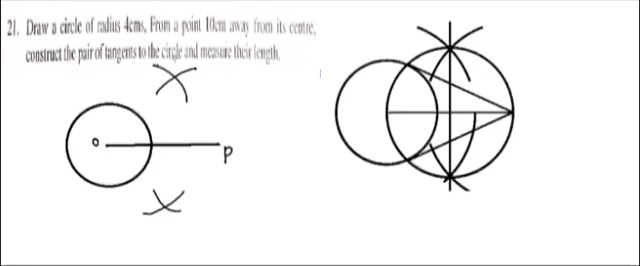 21. Draw a circle of radius 4cms, From a point 10cm away from its centre,
construct the pair of tangents to the circle and measure their length.
o
P